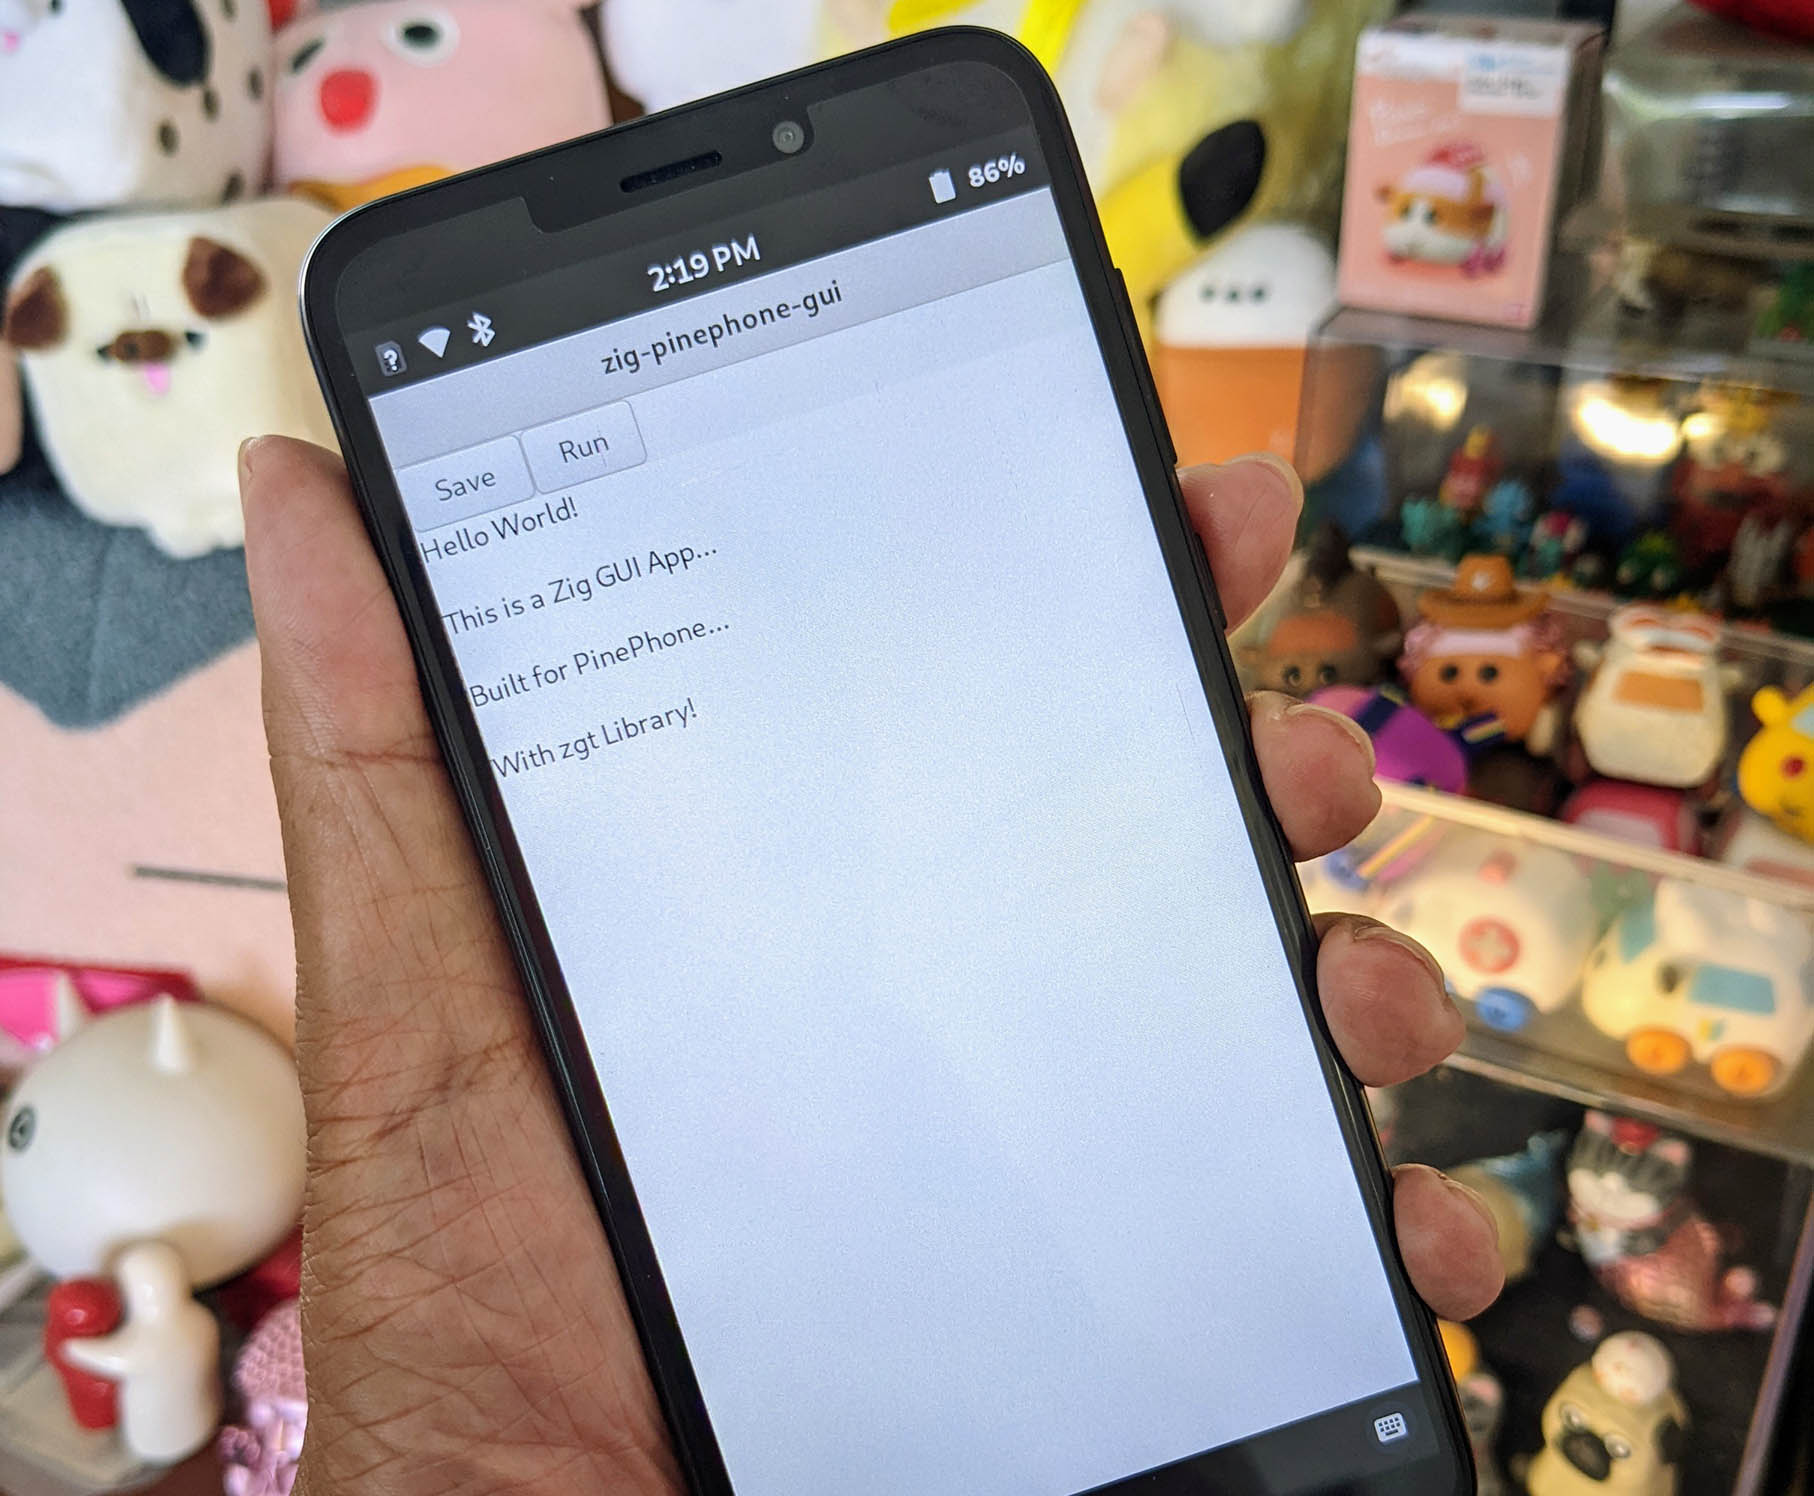 86%
2:19 PM
?
zig-pinephone-gui
Save
Run
Hello World!
This is a Zig GUI App...
Built for PinePhone...
With zgt Library!